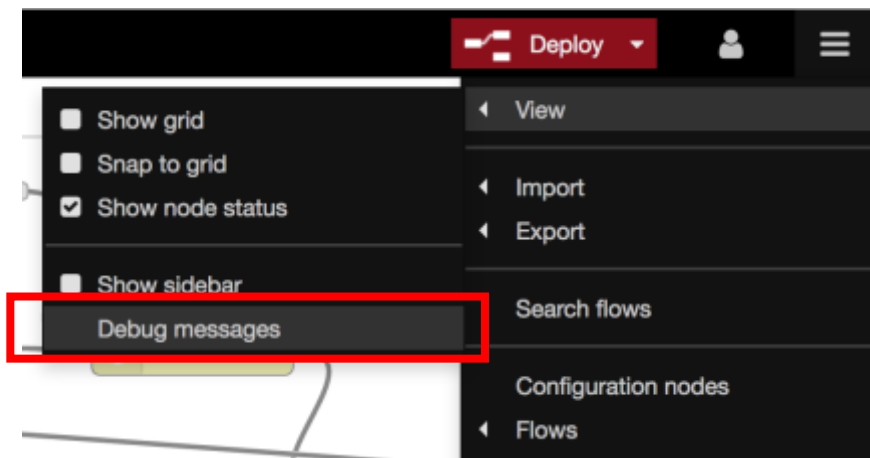 Deploy
Show grid
Snap to grid
Show node status
Show sidebar
Debug messages
View
Import
Export
Search flows
Configuration nodes
Flows